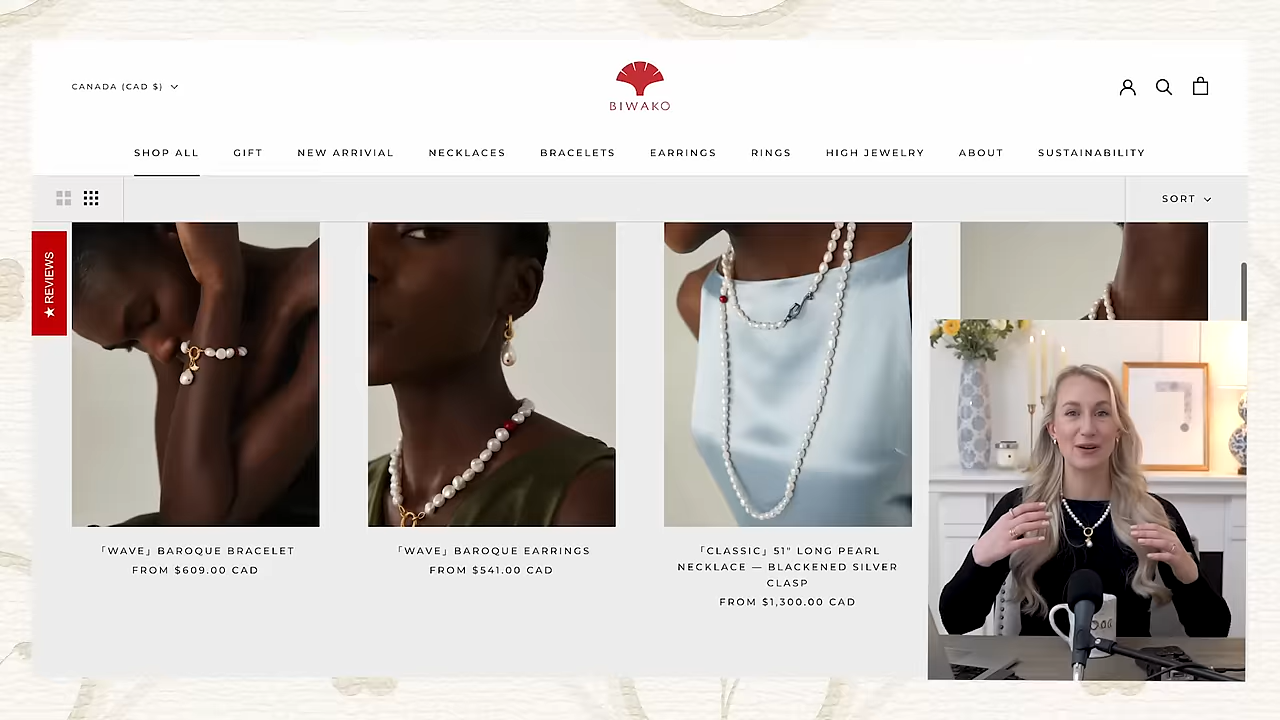 CANADA (CAD $)
BIWAKO
SHOP ALL
GIFT
NEW ARRIVIAL
NECKLACES
BRACELETS
EARRINGS
RINGS
HIGH JEWELRY
ABOUT
SUSTAINABILITY
SORT
★ REVIEWS
「WAVE」 BAROQUE BRACELET
FROM $609.00 CAD
「WAVE」 BAROQUE EARRINGS
FROM $541.00 CAD
「CLASSIC」 51" LONG PEARL
NECKLACE — BLACKENED SILVER
CLASP
FROM $1,300.00 CAD